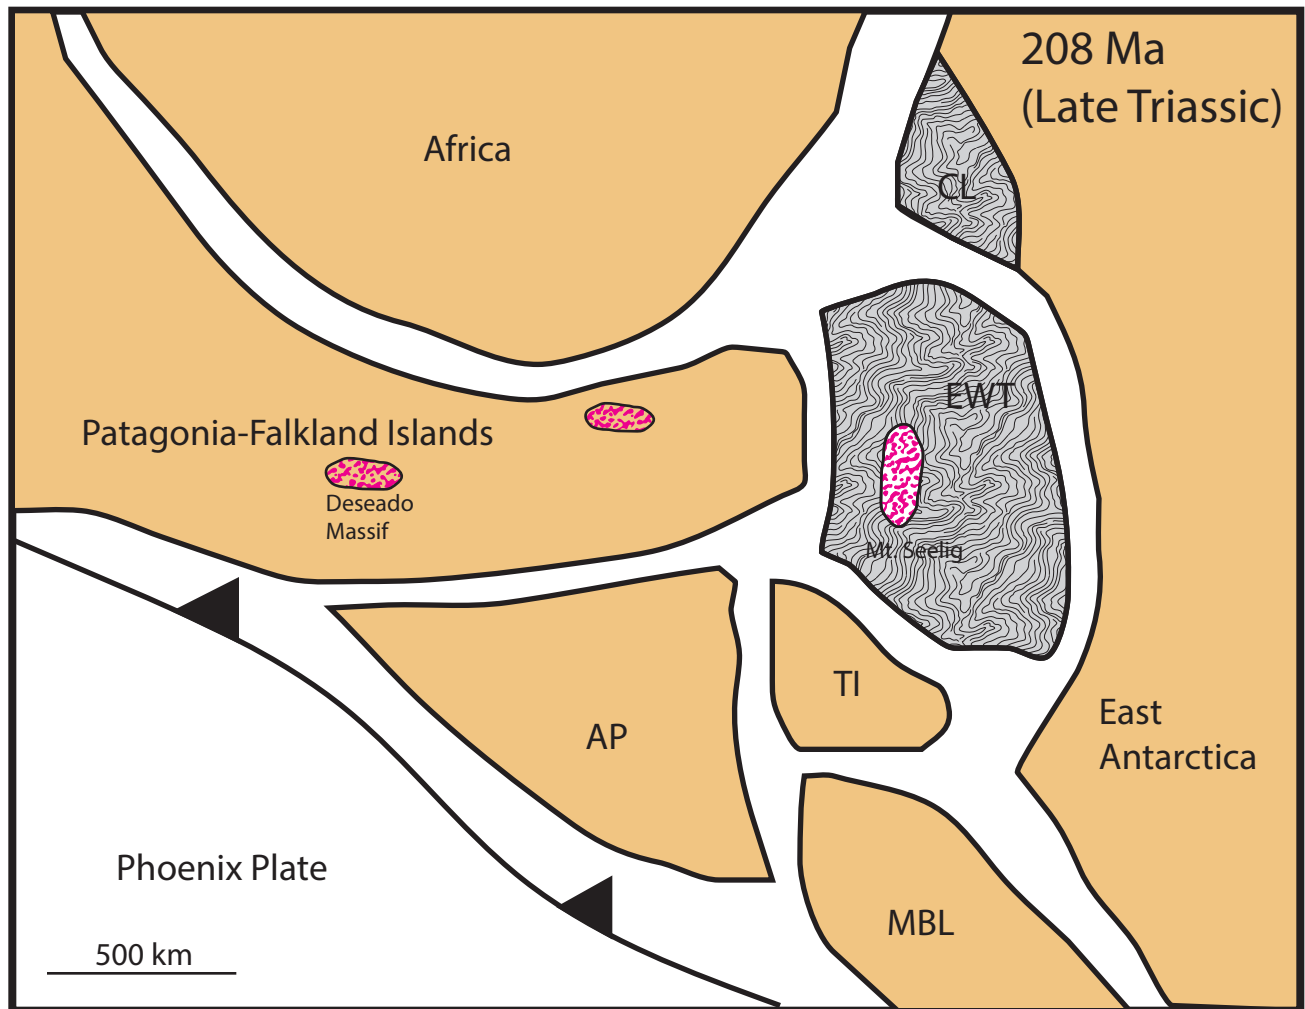 208 Ma
(Late Triassic)
Africa
CL
EWT
Patagonia-Falkland Islands
Deseado
Massif
Mt. Seelig
TI
AP
East
Antarctica
Phoenix Plate
MBL
500 km